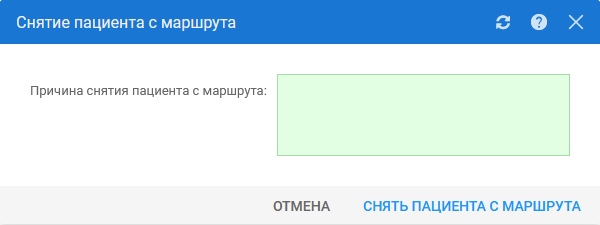 Снятие пациента с маршрута
Причина снятия пациента с маршрута:
ОТМЕНА
СНЯТЬ ПАЦИЕНТА С МАРШРУТА